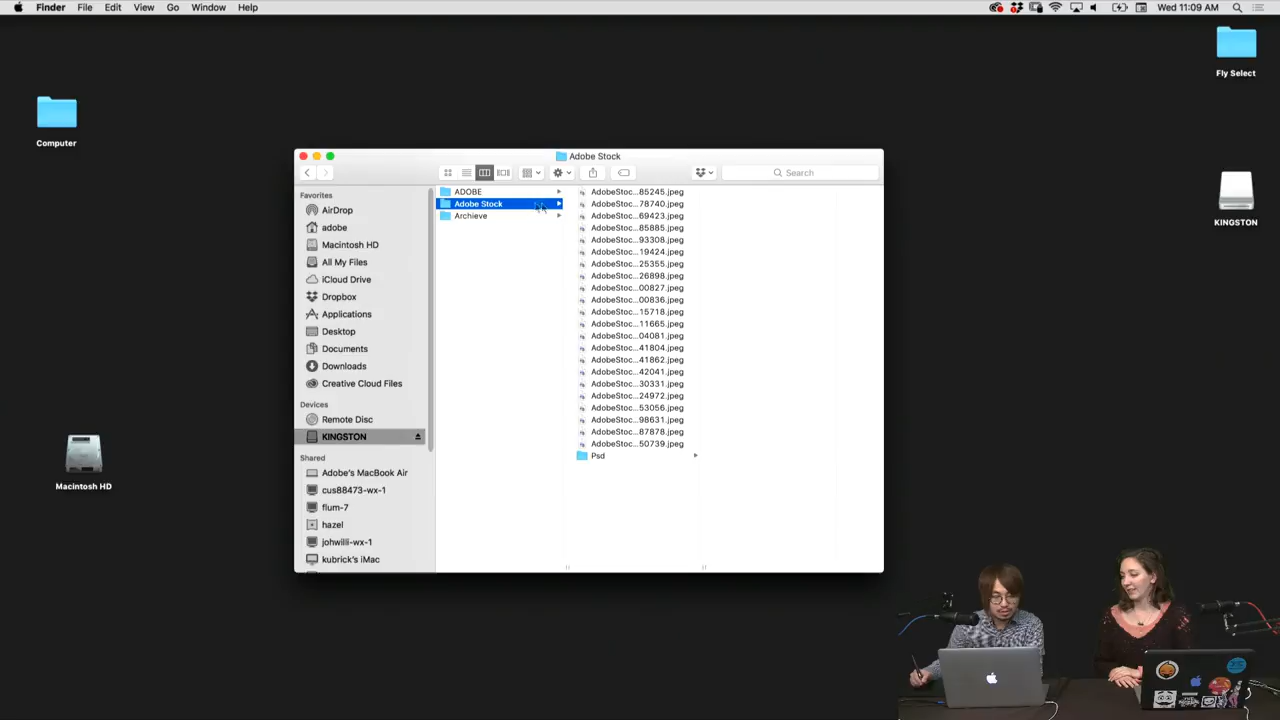 Finder File Edit View Go Window Help
Wed 11:09 AM
Fly Select
Computer
Adobe Stock
Search
Favorites
AirDrop
adobe
Macintosh HD
All My Files
iCloud Drive
Dropbox
Applications
Desktop
Documents
Downloads
Creative Cloud Files
Devices
Remote Disc
KINGSTON
Shared
Adobe's MacBook Air
cus88473-wx-1
flum-7
hazel
johwilli-wx-1
kubrick's iMac
ADOBE
Adobe Stock
Archieve
AdobeStoc...85245.jpeg
AdobeStoc...78740.jpeg
AdobeStoc...69423.jpeg
AdobeStoc...85885.jpeg
AdobeStoc...93308.jpeg
AdobeStoc...19424.jpeg
AdobeStoc...25355.jpeg
AdobeStoc...26898.jpeg
AdobeStoc...00827.jpeg
AdobeStoc...00836.jpeg
AdobeStoc...15718.jpeg
AdobeStoc...11665.jpeg
AdobeStoc...04081.jpeg
AdobeStoc...41804.jpeg
AdobeStoc...41862.jpeg
AdobeStoc...42041.jpeg
AdobeStoc...30331.jpeg
AdobeStoc...24972.jpeg
AdobeStoc...53056.jpeg
AdobeStoc...98631.jpeg
AdobeStoc...87878.jpeg
AdobeStoc...50739.jpeg
Psd
KINGSTON
Macintosh HD